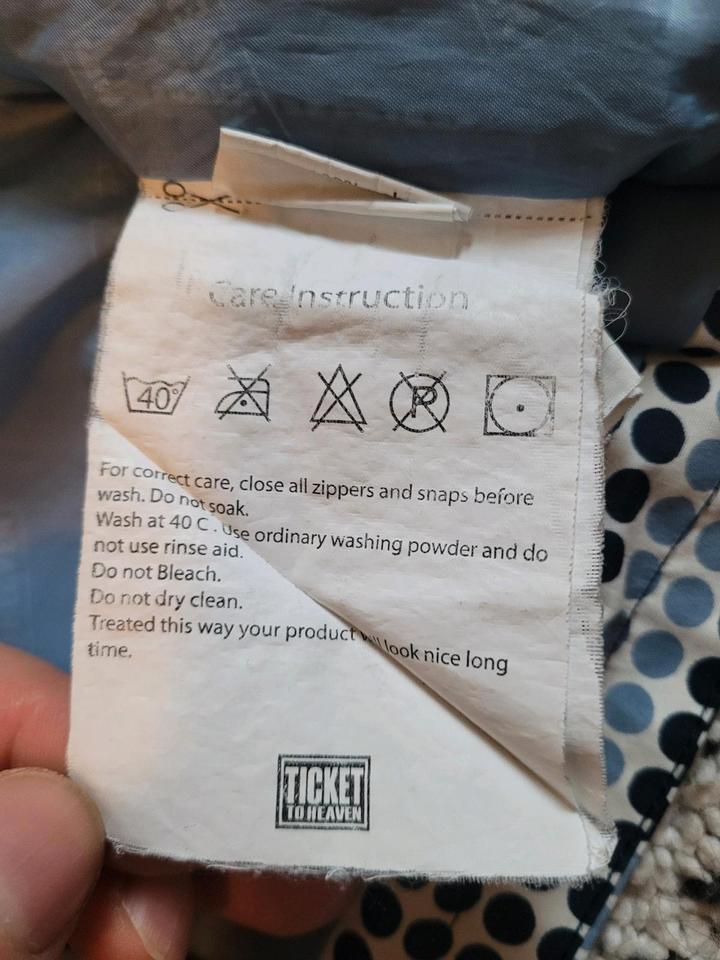 Care Instruction
40°
P
For correct care, close all zippers and snaps before
wash. Do not soak.
Wash at 40 C . Use ordinary washing powder and do
not use rinse aid.
Do not Bleach.
Do not dry clean.
Treated this way your product will look nice long
time.
TICKET
TO HEAVEN